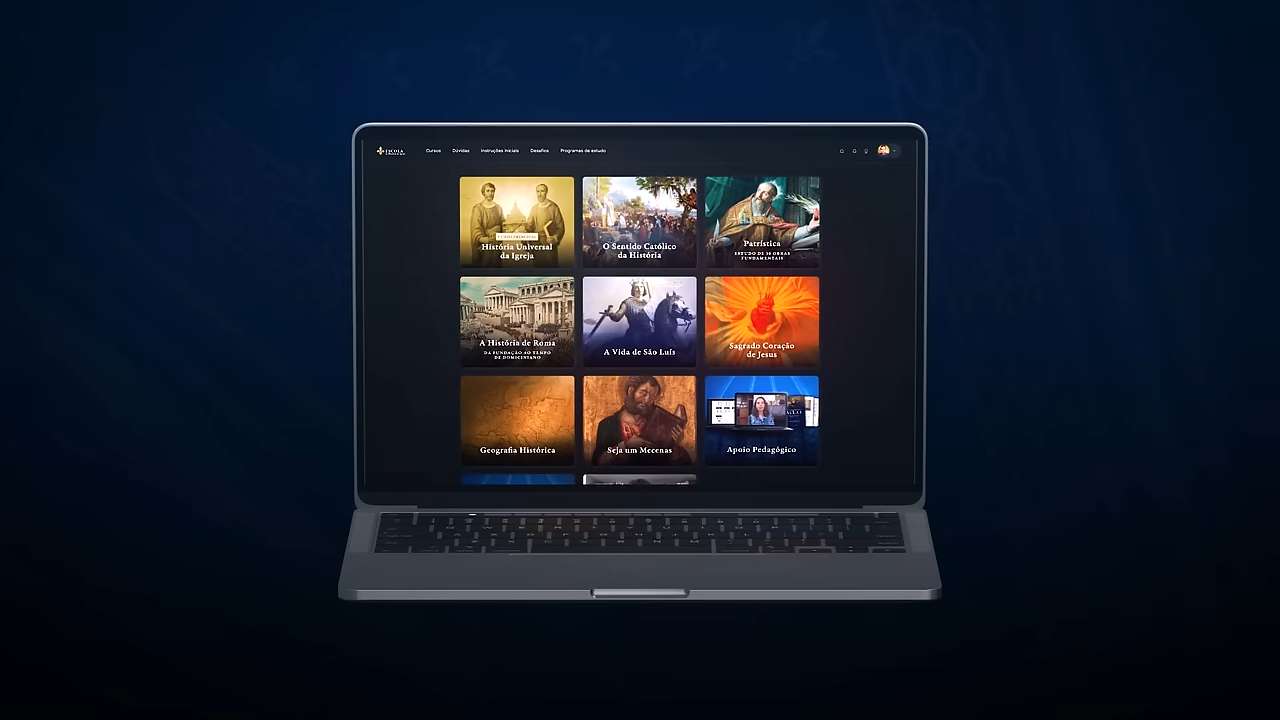 ESCOLA
Cursos
Dúvidas
Instruções Iniciais
Desafios
Programas de estudo
História Universal
da Igreja
O Sentido Católico
da História
Patrística
ESTUDO DE 38 OBRAS
FUNDAMENTAIS
A História de Roma
DA FUNDAÇÃO AO TEMPO
DE DOMICIANO
A Vida de São Luís
Sagrado Coração
de Jesus
Geografia Histórica
Seja um Mecenas
Apoio Pedagógico